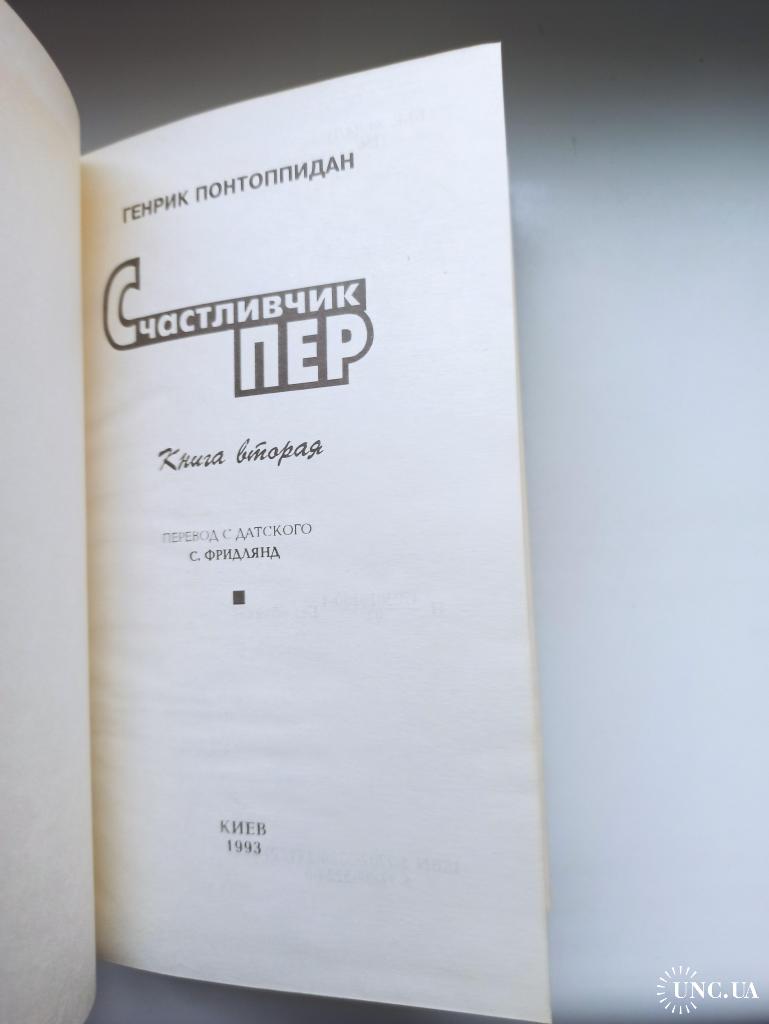 ГЕНРИК ПОНТОППИДАН
Счастливчик
ПЕР
Книга вторая
ПЕРЕВОД С ДАТСКОГО
С. ФРИДЛЯНД
КИЕВ
1993
UNC.UA